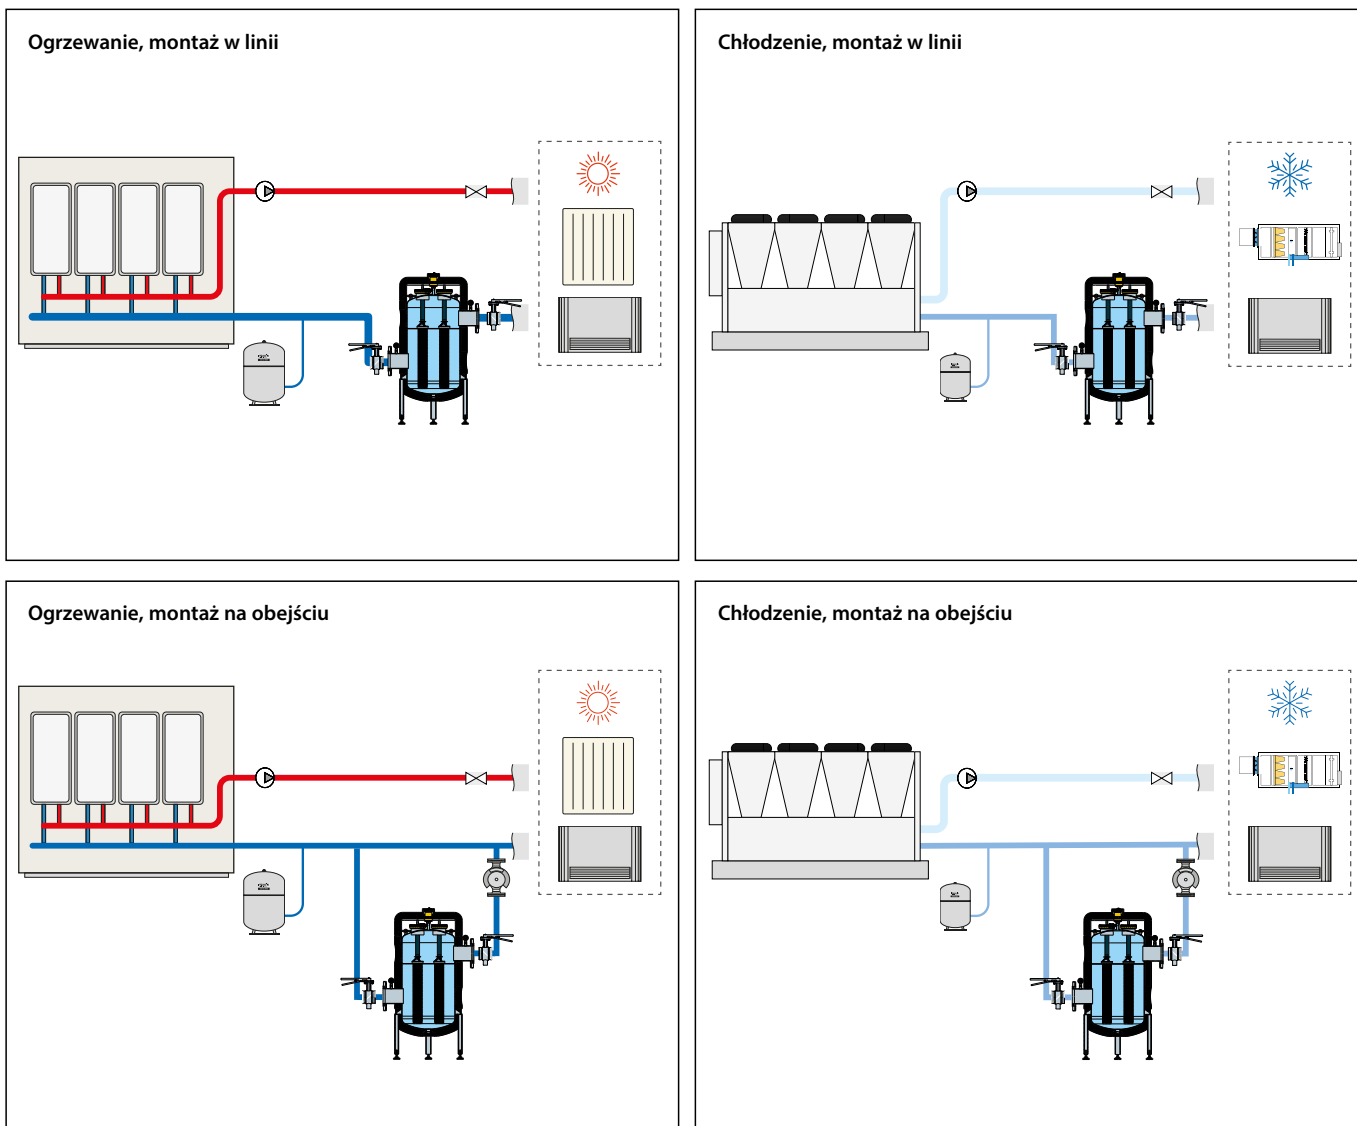 Ogrzewanie, montaż w linii
Chłodzenie, montaż w linii
Ogrzewanie, montaż na obejściu
Chłodzenie, montaż na obejściu